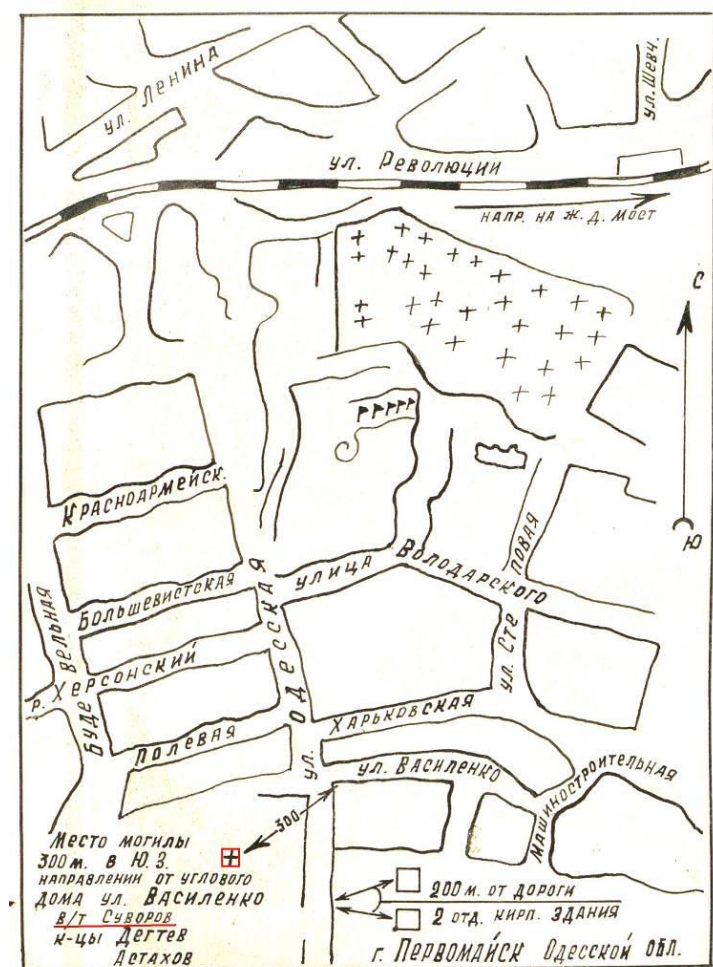 ул. Ленина
ул. Шевч.
ул. Революции
НАПР. НА Ж. Д. МОСТ
С
Ю
Красноармейск.
Большевистская
улица
Володарского
Одесская
ул.
повая
ул. Сте
Буде
вельная
р. Херсонский
Полевая
Харьковская
ул. Василенко
Машиностроительная
300
Место могилы
300 м. в Ю. З.
направлении от углового
дома ул. Василенко
в/т Суворов
к-цы Дегтев
Астахов
200 м. от дороги
2 отд. кирп. здания
г. Первомайск Одесской обл.